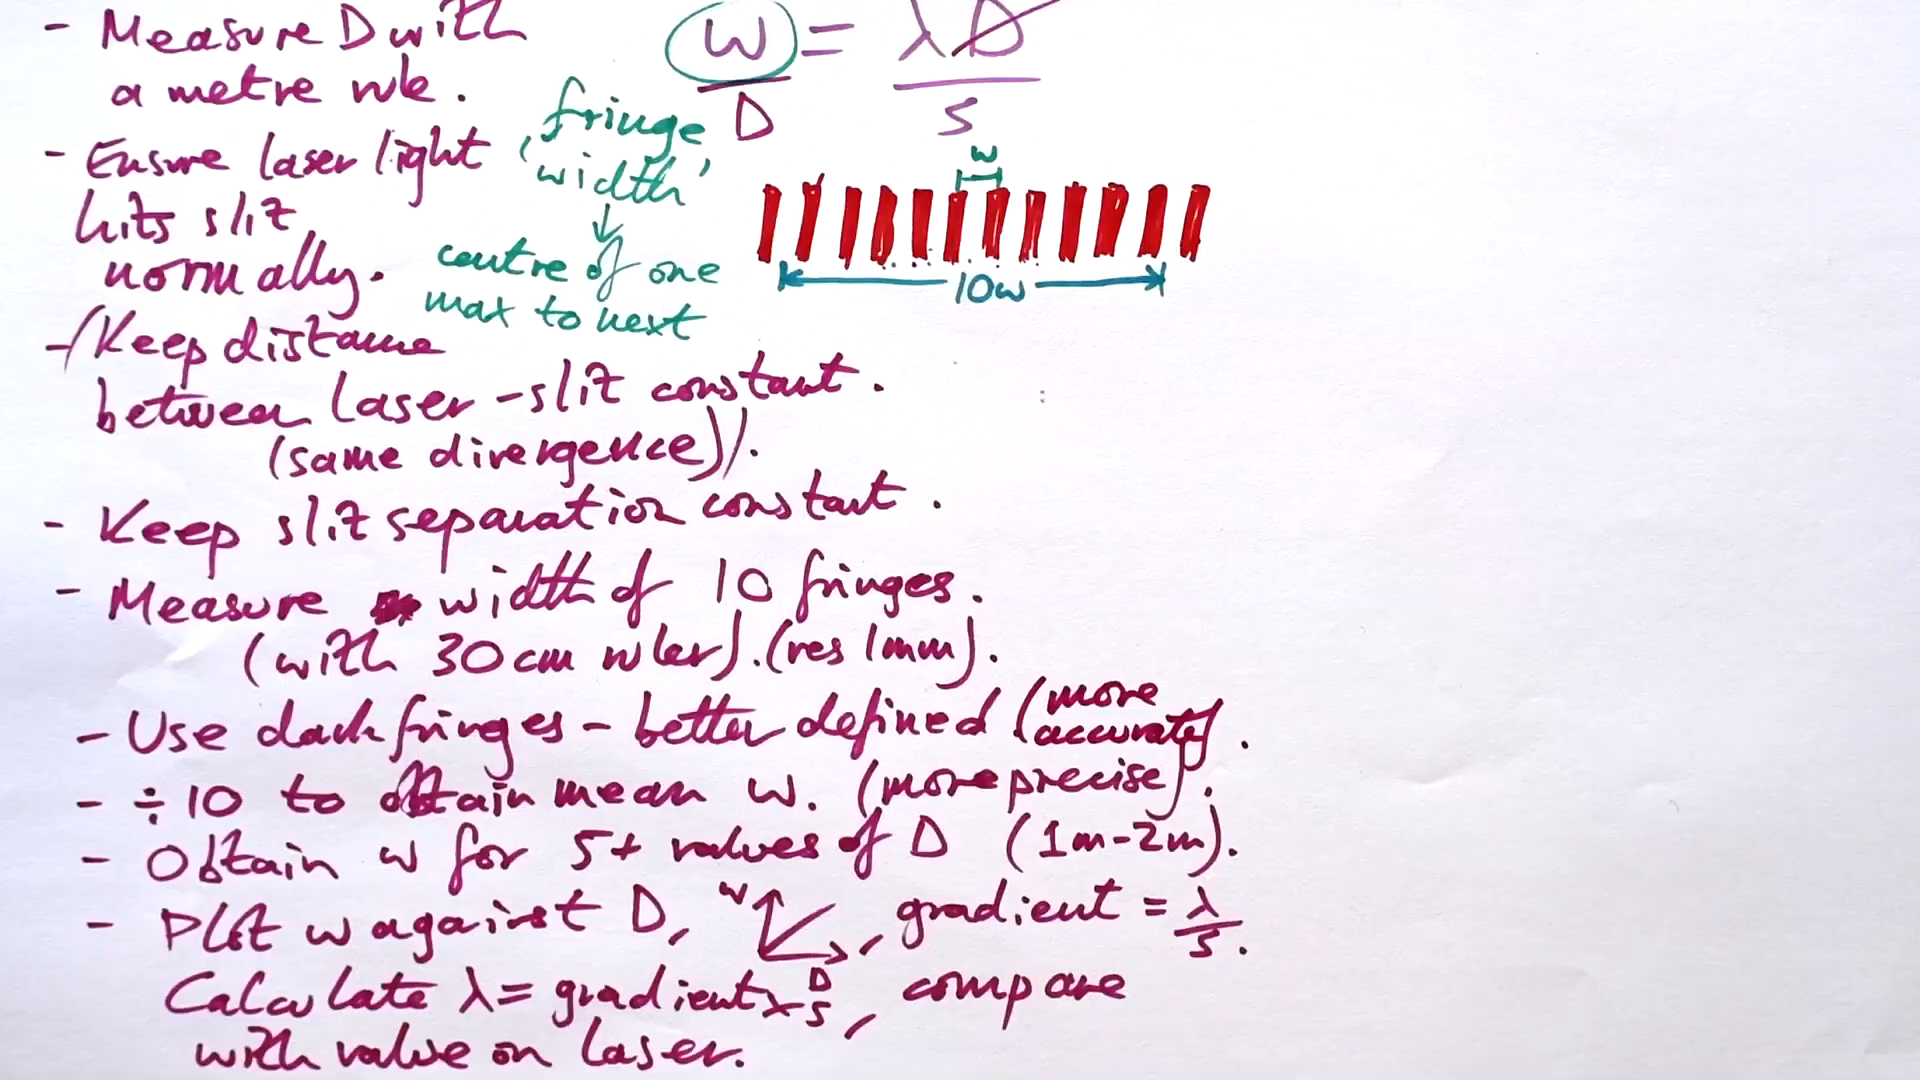 - Measure D with
a metre rule.
w/D = λD/s
- Ensure laser light
hits slit
normally.
'fringe
width'
↓
centre of one
max to next
w
10w
- (Keep distance
between laser - slit constant.
(same divergence)).
- Keep slit separation constant.
- Measure width of 10 fringes.
(with 30cm ruler). (res 1mm).
- Use dark fringes - better defined (more
accurate).
- ÷10 to obtain mean w. (more precise).
- Obtain w for 5+ values of D (1m-2m).
- Plot w against D, w D, gradient = λ/s.
Calculate λ = gradient x s, compare
with value on laser.